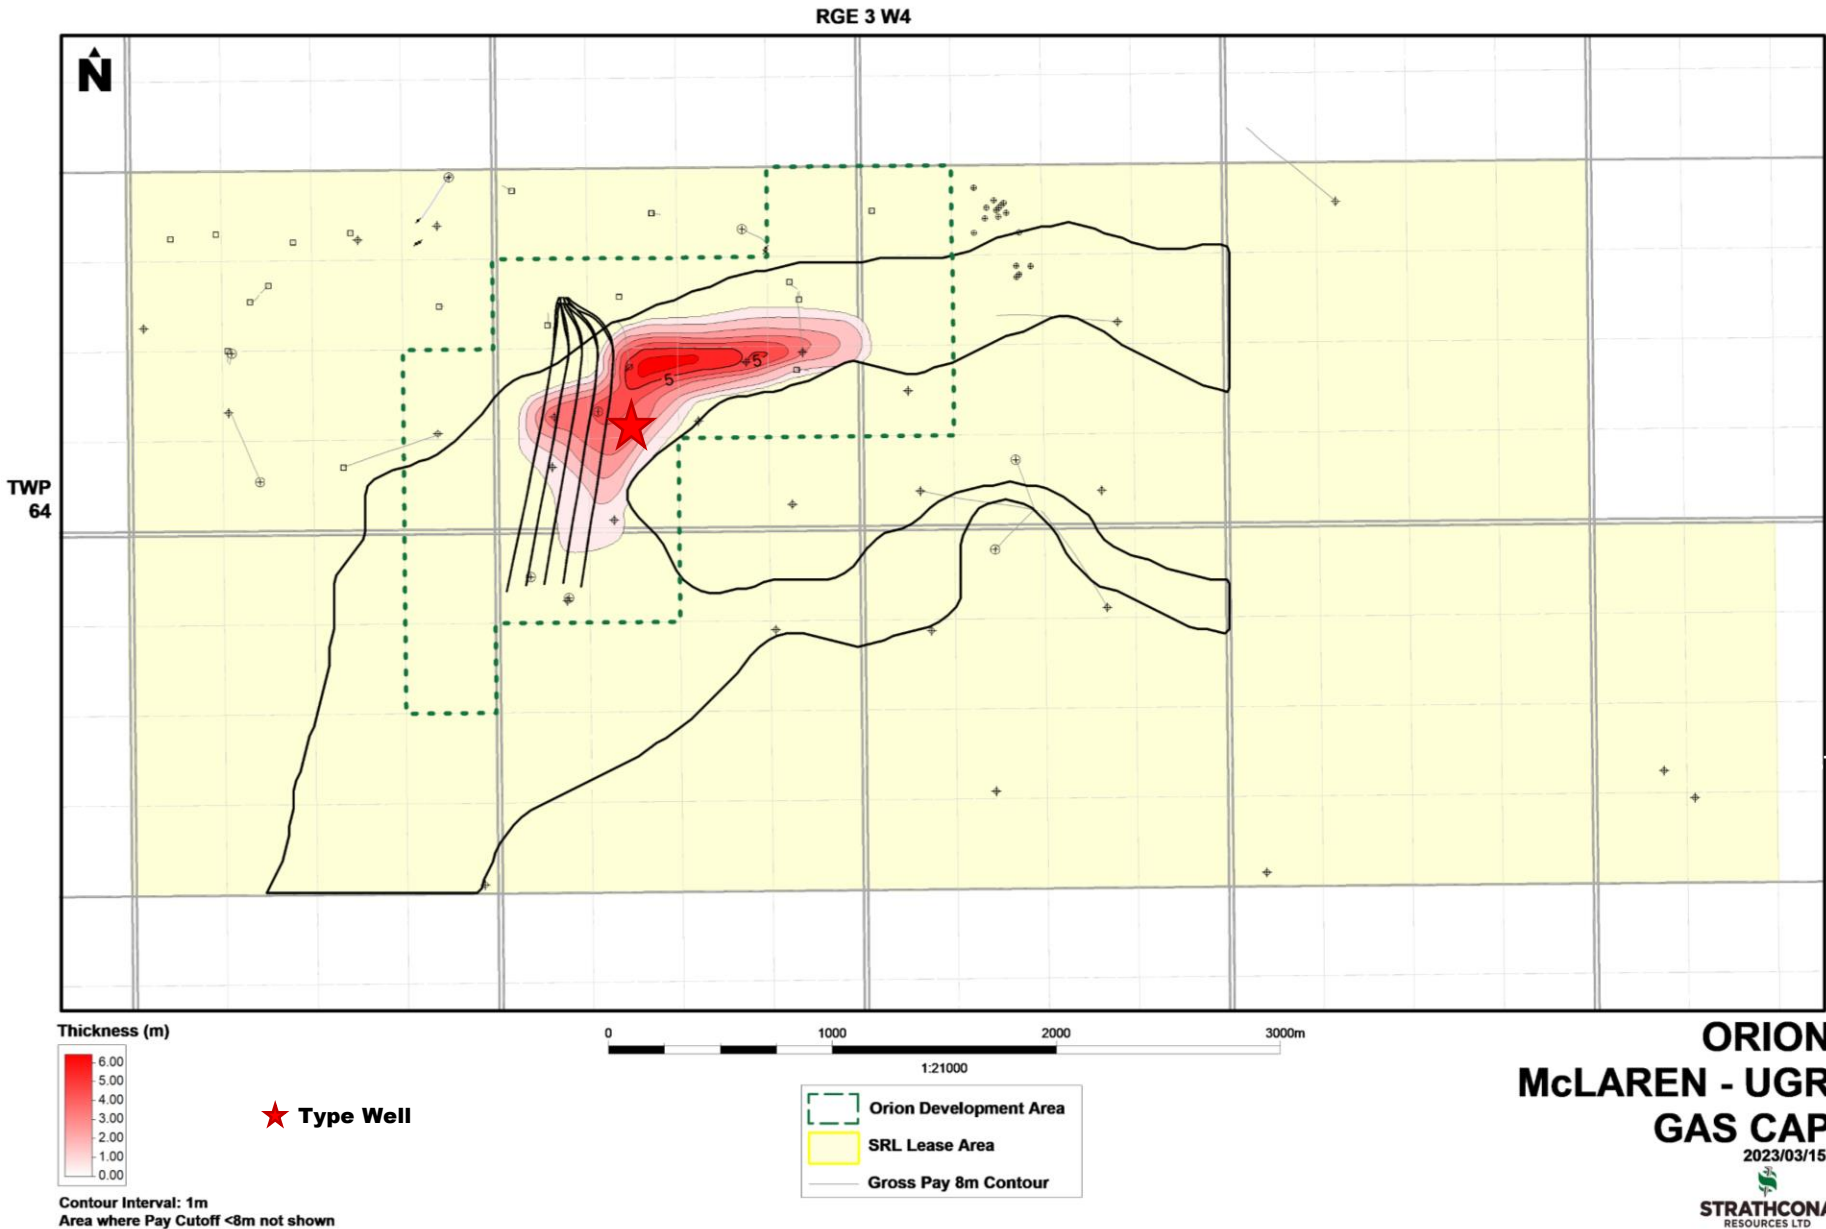 RGE 3 W4
N
TWP
64
5
5
Thickness (m)
6.00
5.00
4.00
3.00
2.00
1.00
0.00
Contour Interval: 1m
Area where Pay Cutoff <8m not shown
Type Well
0 1000 2000 3000m
1:21000
Orion Development Area
SRL Lease Area
Gross Pay 8m Contour
ORION
McLAREN - UGR
GAS CAP
2023/03/15
STRATHCONA
RESOURCES LTD